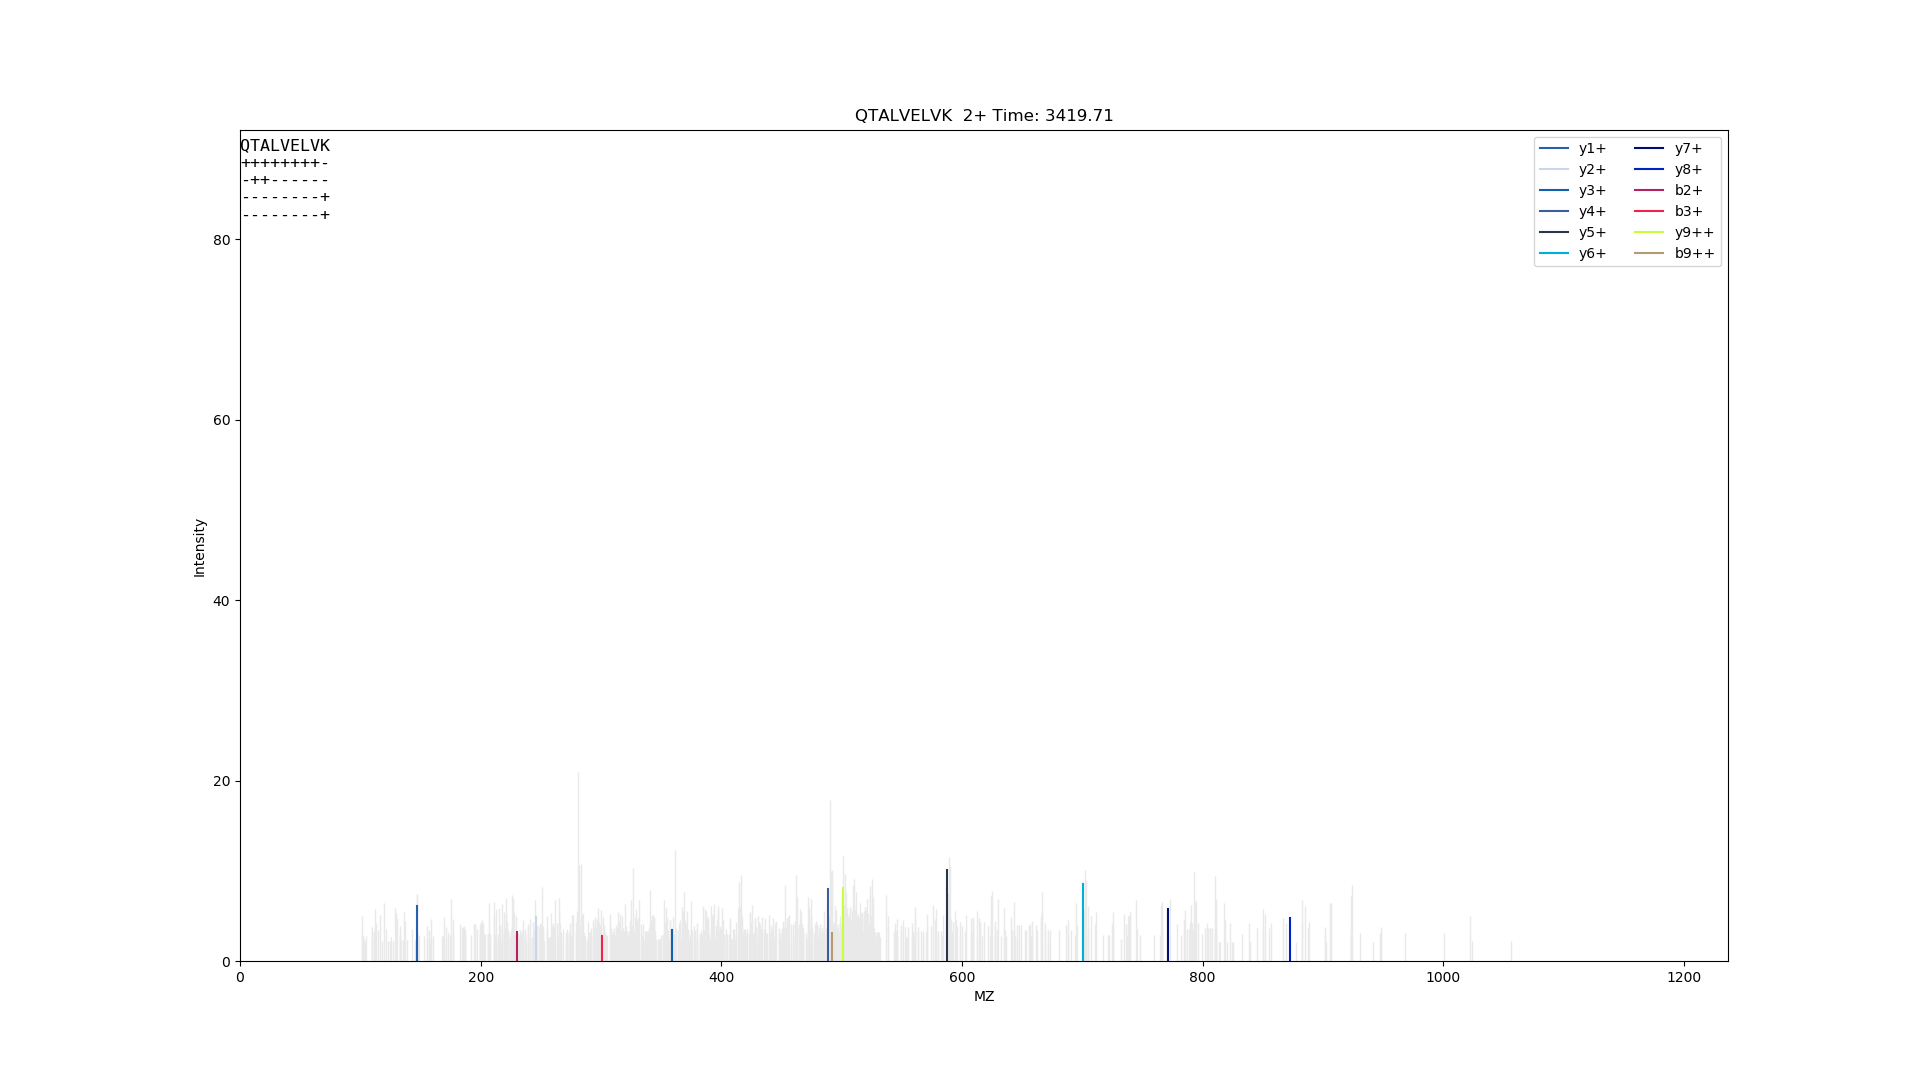 QTALVELVK  2+ Time: 3419.71
QTALVELVK
++++++++-
-++------
--------+
--------+
y1+
y2+
y3+
y4+
y5+
y6+
y7+
y8+
b2+
b3+
y9++
b9++
80
60
40
20
0
Intensity
0 200 400 600 800 1000 1200
MZ